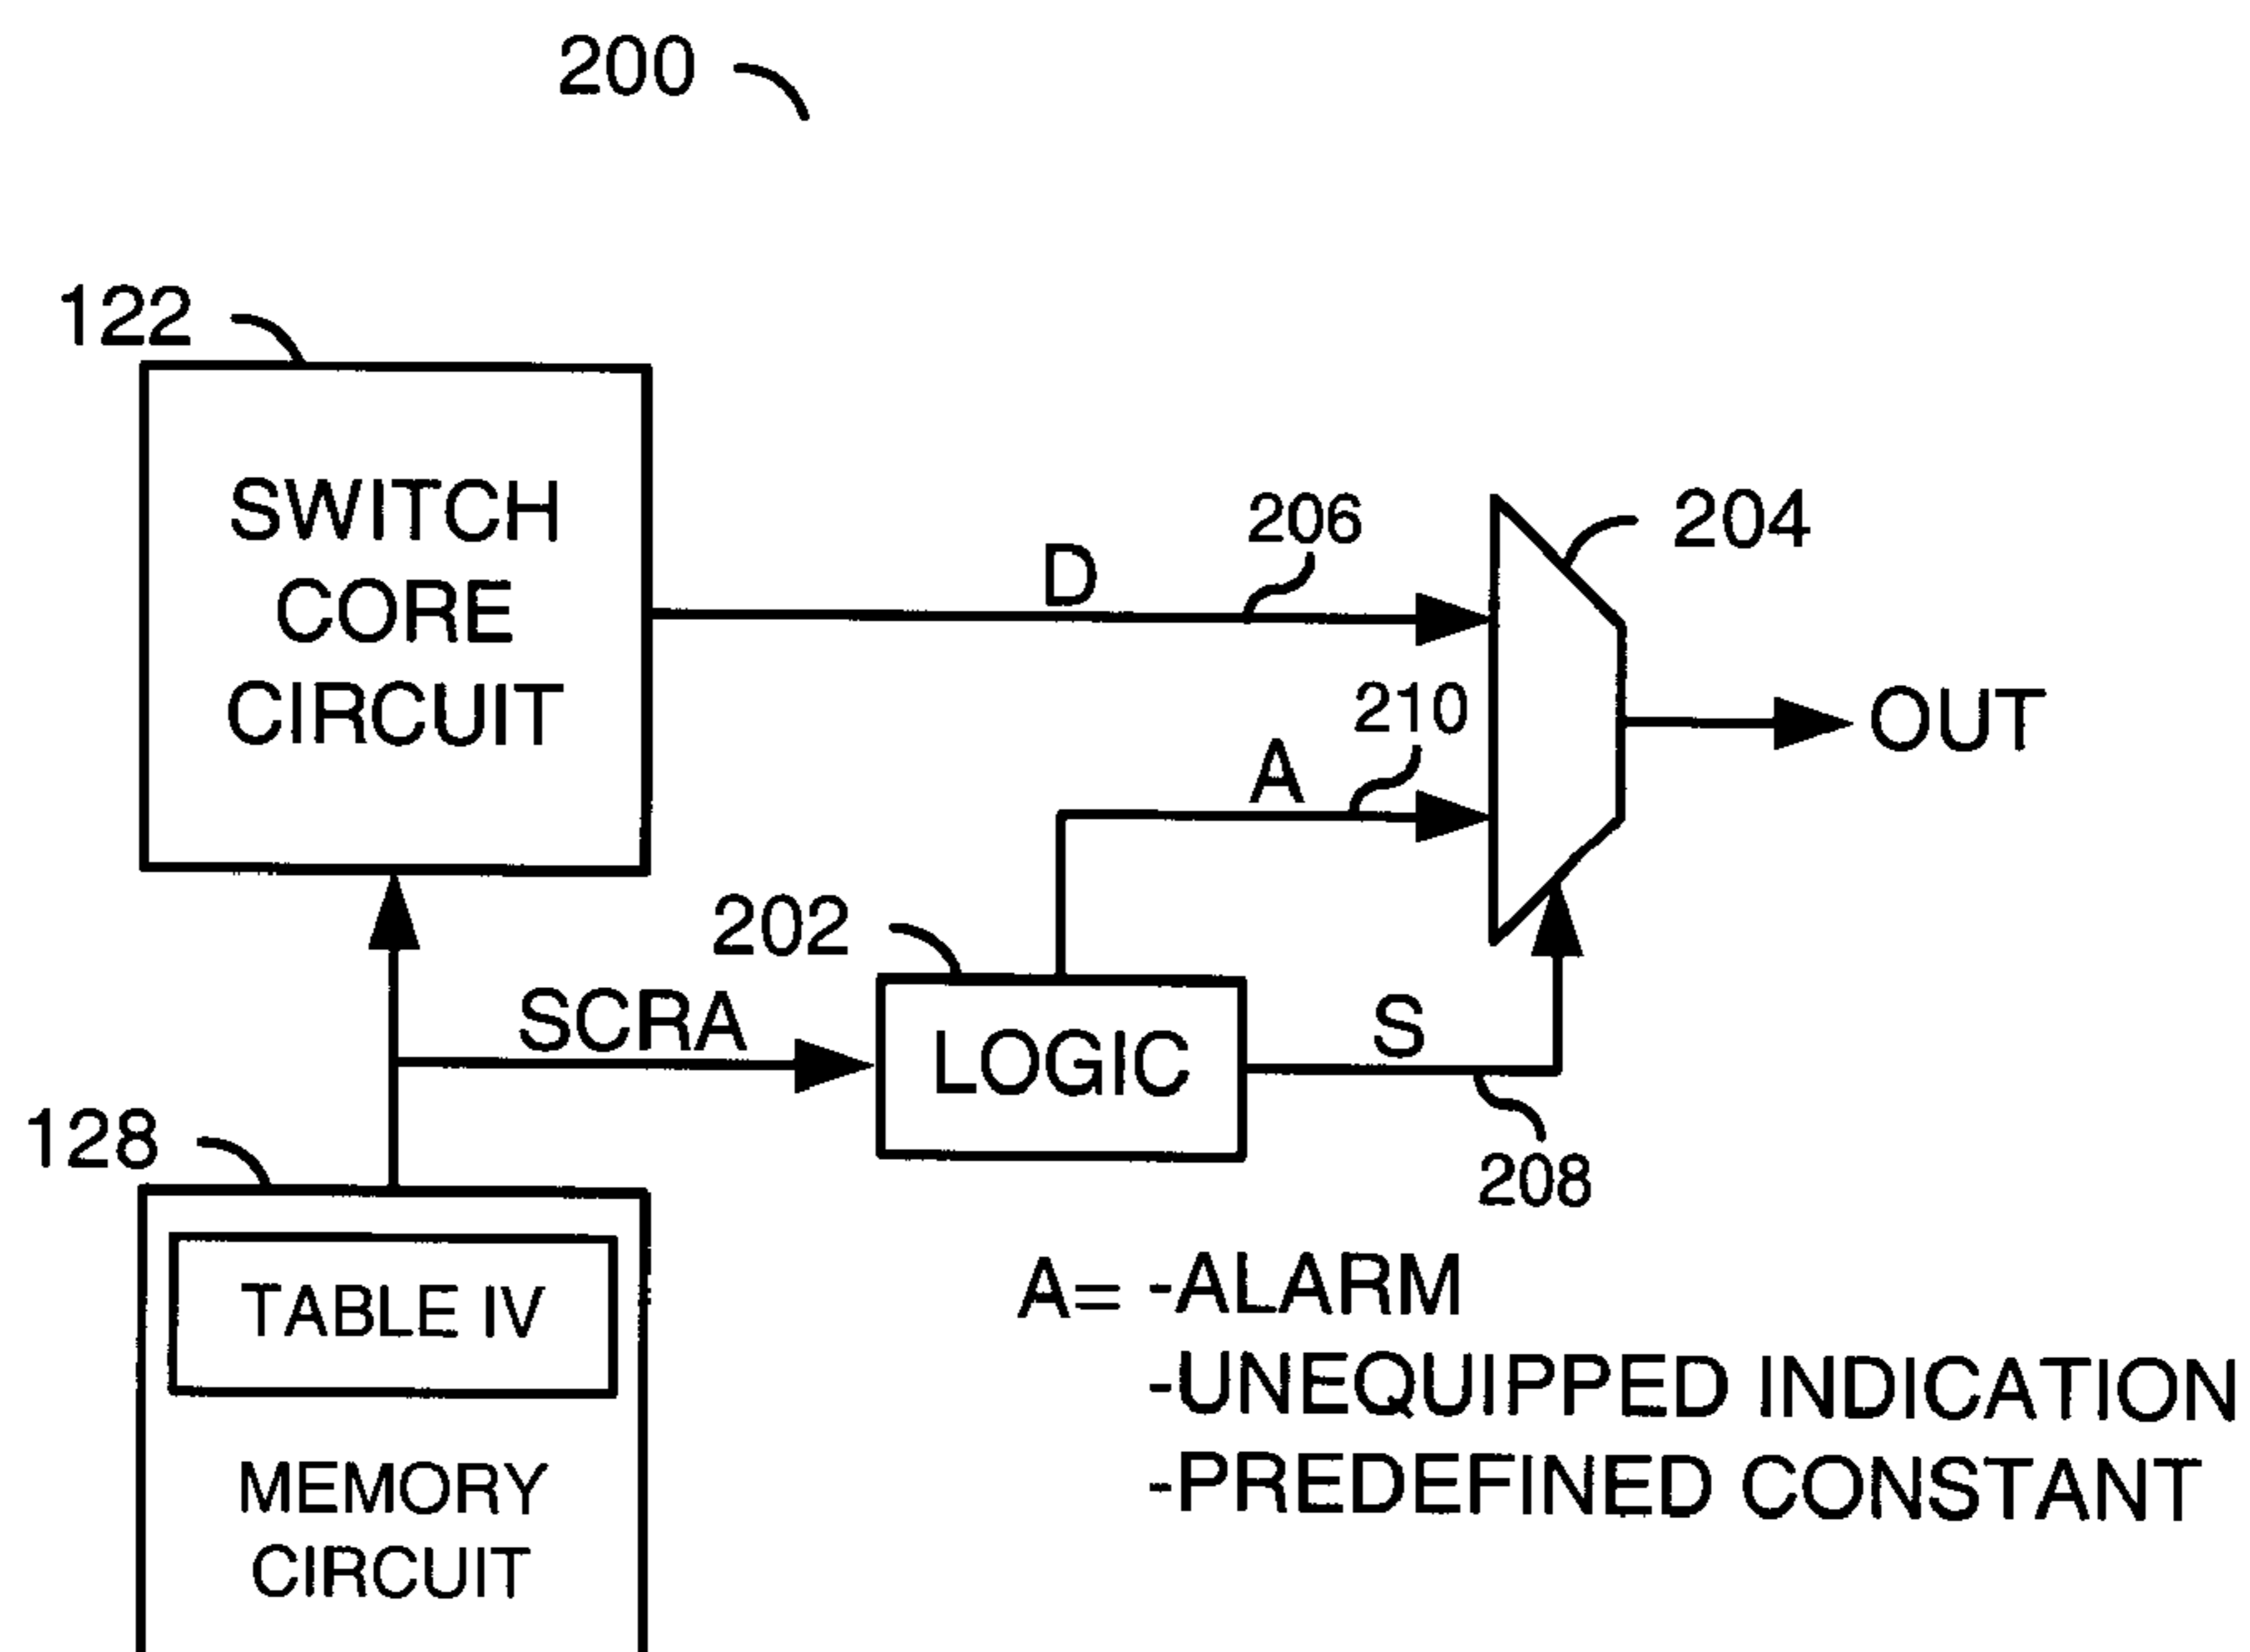 200
122
SWITCH
CORE
CIRCUIT
D
206
204
210
A
OUT
202
SCRA
LOGIC
S
128
208
TABLE IV
MEMORY
CIRCUIT
A= -ALARM
-UNEQUIPPED INDICATION
-PREDEFINED CONSTANT